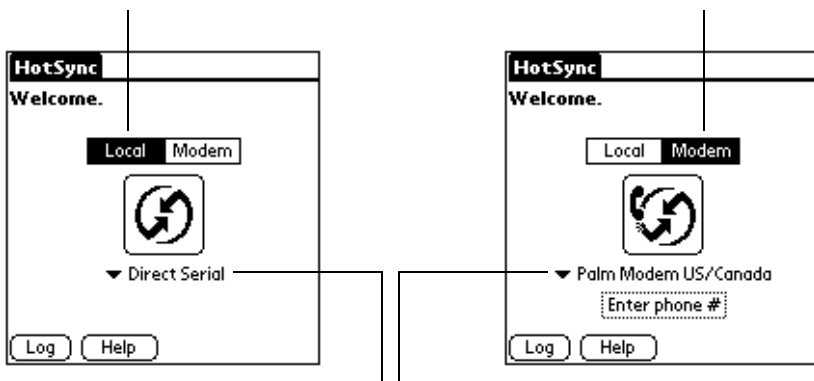 HotSync
Welcome.
Local Modem
Direct Serial
Log Help
HotSync
Welcome.
Local Modem
Palm Modem US/Canada
Enter phone #
Log Help